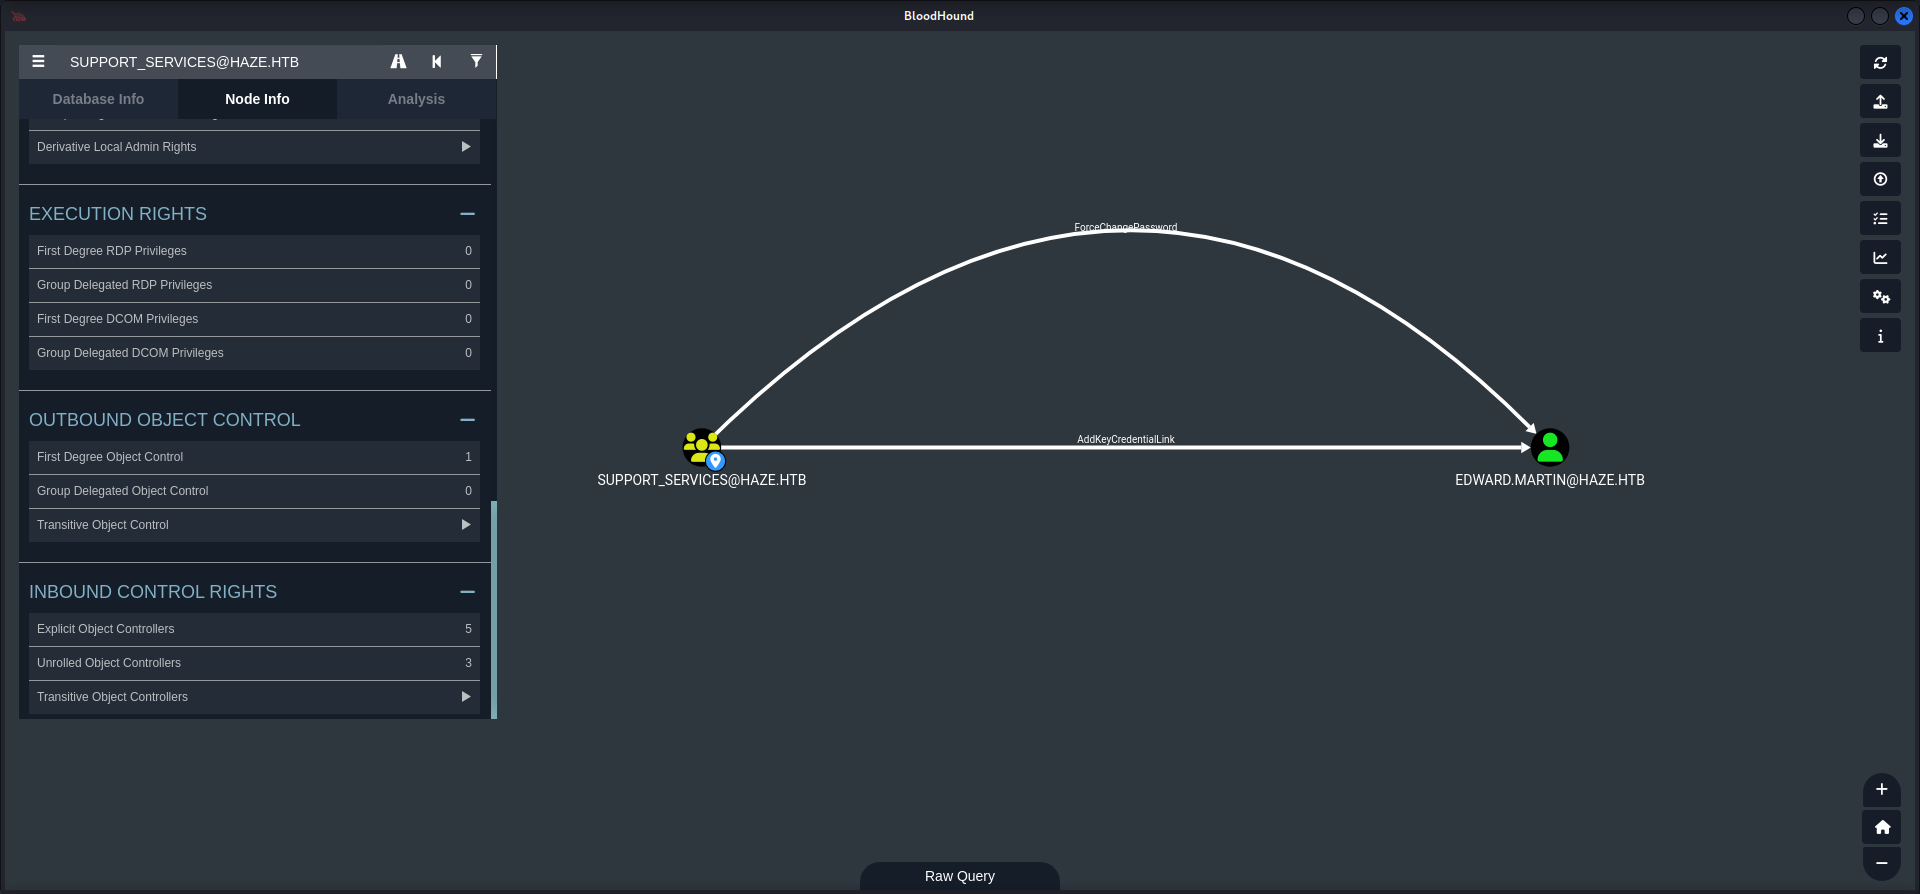 BloodHound
SUPPORT_SERVICES@HAZE.HTB
Database Info
Node Info
Analysis
Derivative Local Admin Rights
EXECUTION RIGHTS
First Degree RDP Privileges 0
Group Delegated RDP Privileges 0
First Degree DCOM Privileges 0
Group Delegated DCOM Privileges 0
OUTBOUND OBJECT CONTROL
First Degree Object Control 1
Group Delegated Object Control 0
Transitive Object Control
INBOUND CONTROL RIGHTS
Explicit Object Controllers 5
Unrolled Object Controllers 3
Transitive Object Controllers
ForceChangePassword
AddKeyCredentialLink
SUPPORT_SERVICES@HAZE.HTB
EDWARD.MARTIN@HAZE.HTB
Raw Query